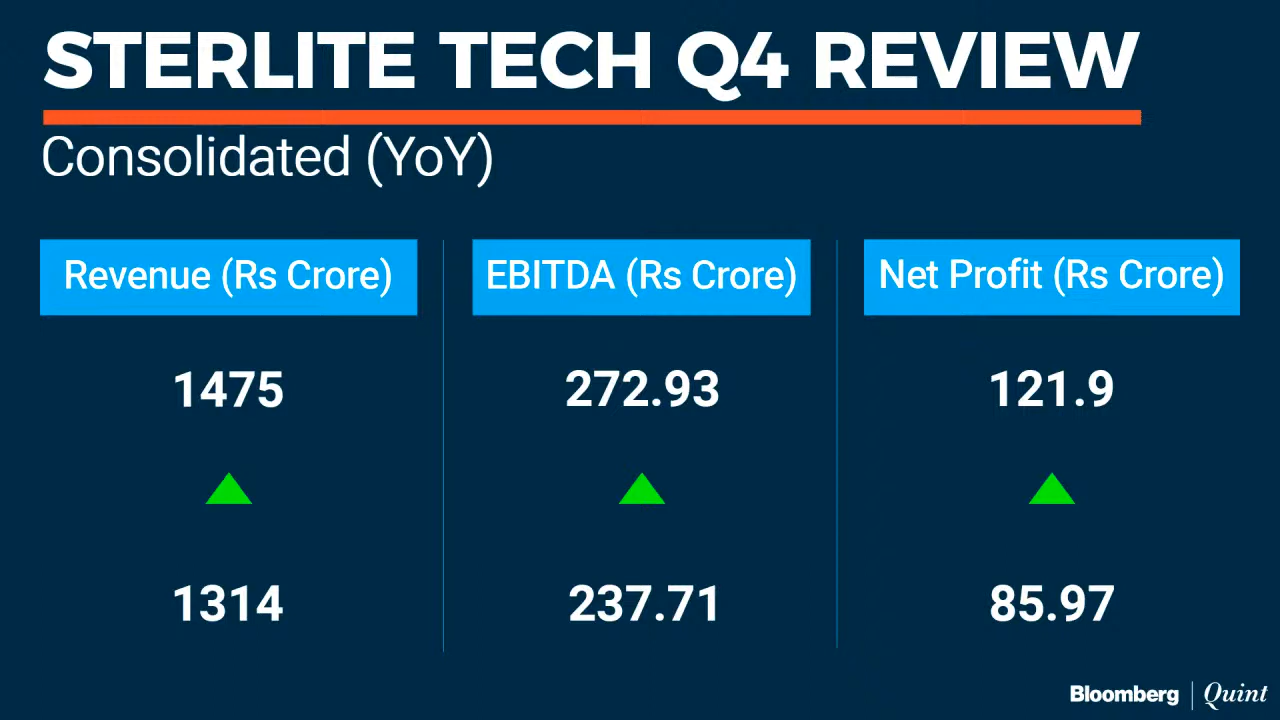 STERLITE TECH Q4 REVIEW
Consolidated (YoY)
Revenue (Rs Crore) EBITDA (Rs Crore) Net Profit (Rs Crore)
1475 272.93 121.9
1314 237.71 85.97
Bloomberg | Quint